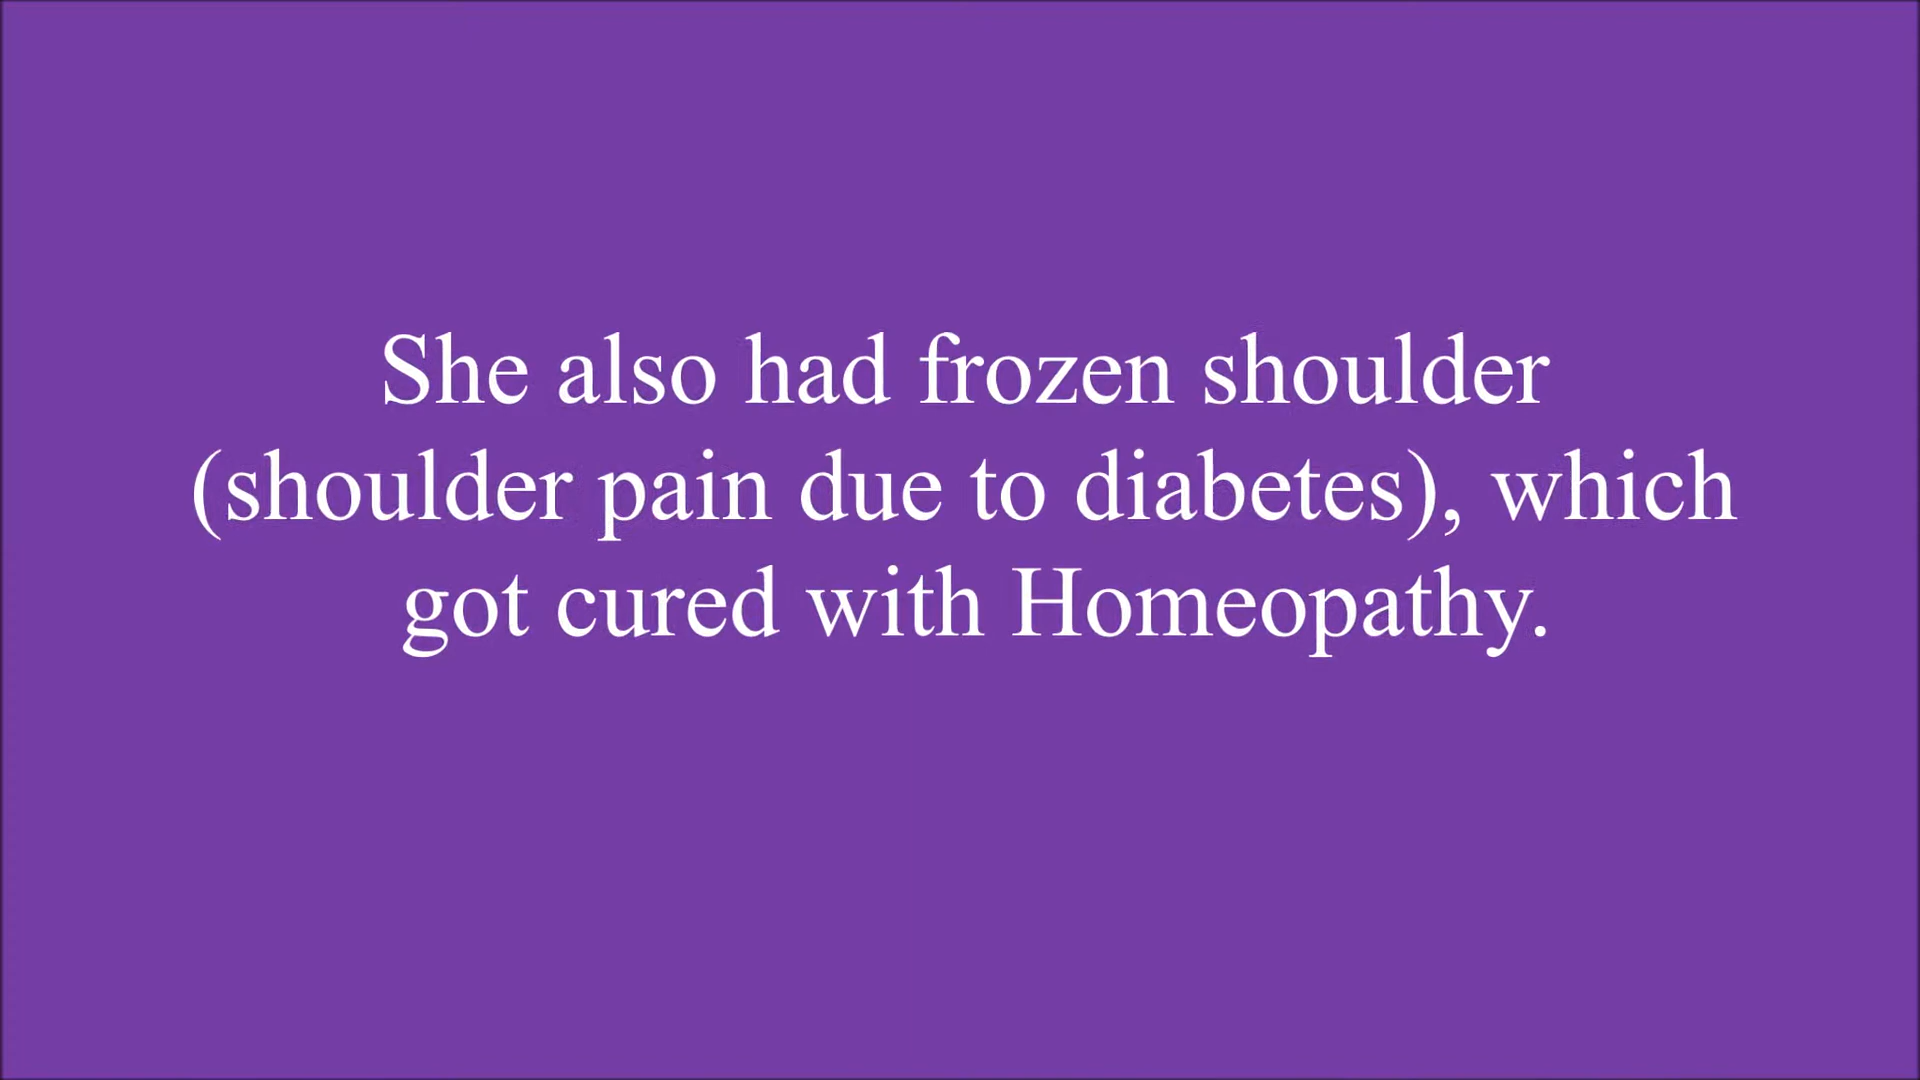 She also had frozen shoulder
(shoulder pain due to diabetes), which
got cured with Homeopathy.